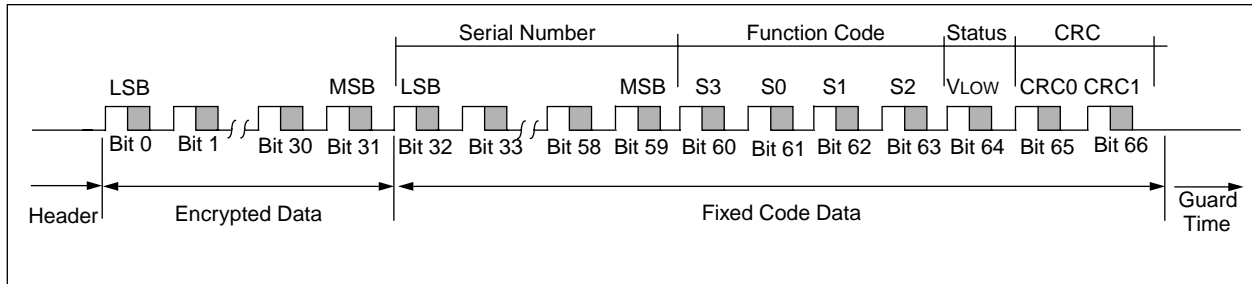 Serial Number Function Code Status CRC
LSB MSB LSB MSB S3 S0 S1 S2 VLOW CRC0 CRC1
Bit 0 Bit 1 Bit 30 Bit 31 Bit 32 Bit 33 Bit 58 Bit 59 Bit 60 Bit 61 Bit 62 Bit 63 Bit 64 Bit 65 Bit 66
Header Encrypted Data Fixed Code Data Guard
Time